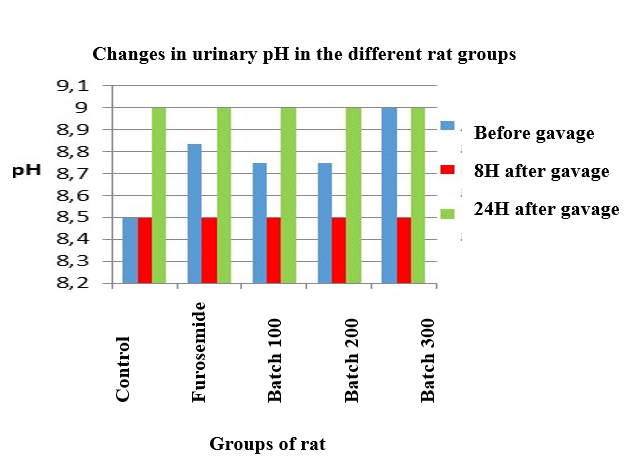 Changes in urinary pH in the different rat groups
9,1
9
8,9
8,8
8,7
8,6
8,5
8,4
8,3
8,2
pH
Before gavage
8H after gavage
24H after gavage
Control
Furosemide
Batch 100
Batch 200
Batch 300
Groups of rat